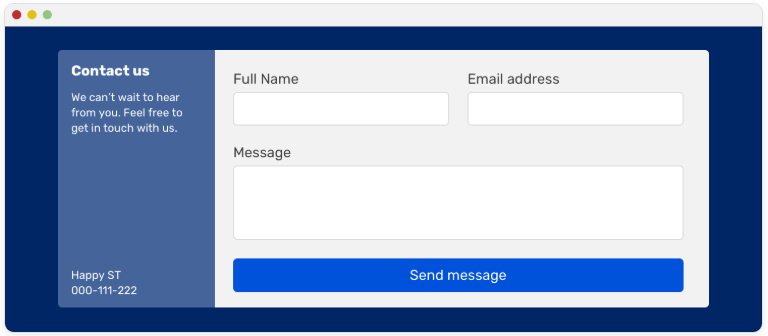 Contact us
We can't wait to hear
from you. Feel free to
get in touch with us.
Happy ST
000-111-222
Full Name
Email address
Message
Send message